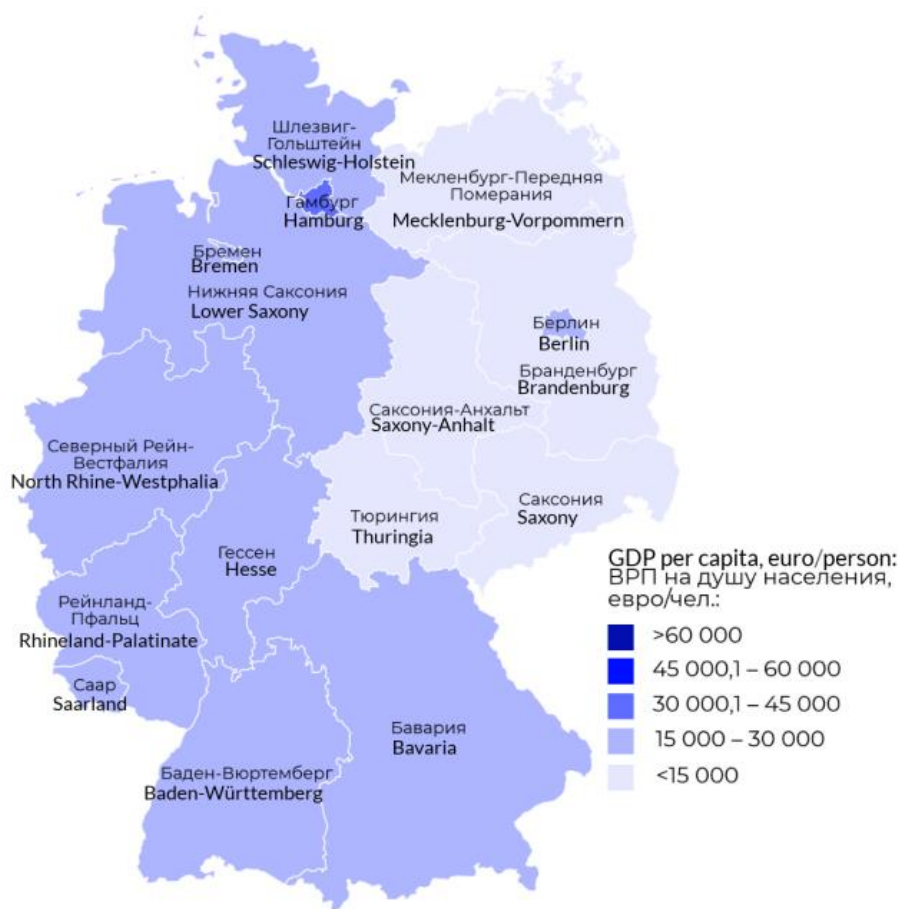 Шлезвиг-
Гольштейн
Schleswig-Holstein
Мекленбург-Передняя
Померания
Mecklenburg-Vorpommern
Гамбург
Hamburg
Бремен
Bremen
Нижняя Саксония
Lower Saxony
Берлин
Berlin
Бранденбург
Brandenburg
Саксония-Анхальт
Saxony-Anhalt
Северный Рейн-
Вестфалия
North Rhine-Westphalia
Саксония
Saxony
Тюрингия
Thuringia
Гессен
Hesse
Рейнланд-
Пфальц
Rhineland-Palatinate
Саар
Saarland
Бавария
Bavaria
Баден-Вюртемберг
Baden-Württemberg
GDP per capita, euro/person:
ВРП на душу населения,
евро/чел.:
>60 000
45 000,1 – 60 000
30 000,1 – 45 000
15 000 – 30 000
<15 000